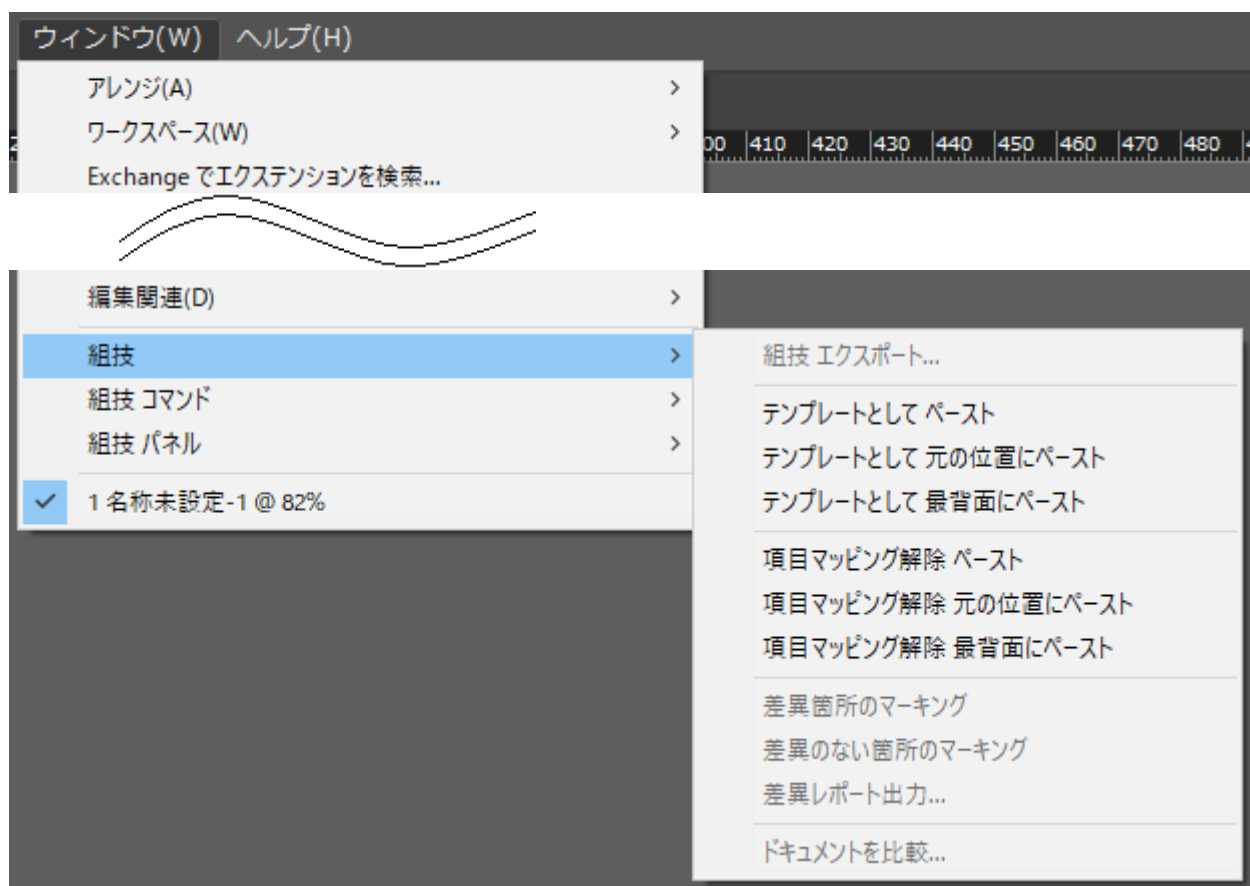 ウィンドウ(W) ヘルプ(H)
アレンジ(A)
ワークスペース(W)
00 410 420 430 440 450 460 470 480
Exchange でエクステンションを検索...
編集関連(D)
組技
組技 コマンド
組技 パネル
1 名称未設定-1 @ 82%
組技 エクスポート...
テンプレートとして ペースト
テンプレートとして 元の位置にペースト
テンプレートとして 最背面にペースト
項目マッピング解除 ペースト
項目マッピング解除 元の位置にペースト
項目マッピング解除 最背面にペースト
差異箇所のマーキング
差異のない箇所のマーキング
差異レポート出力...
ドキュメントを比較...